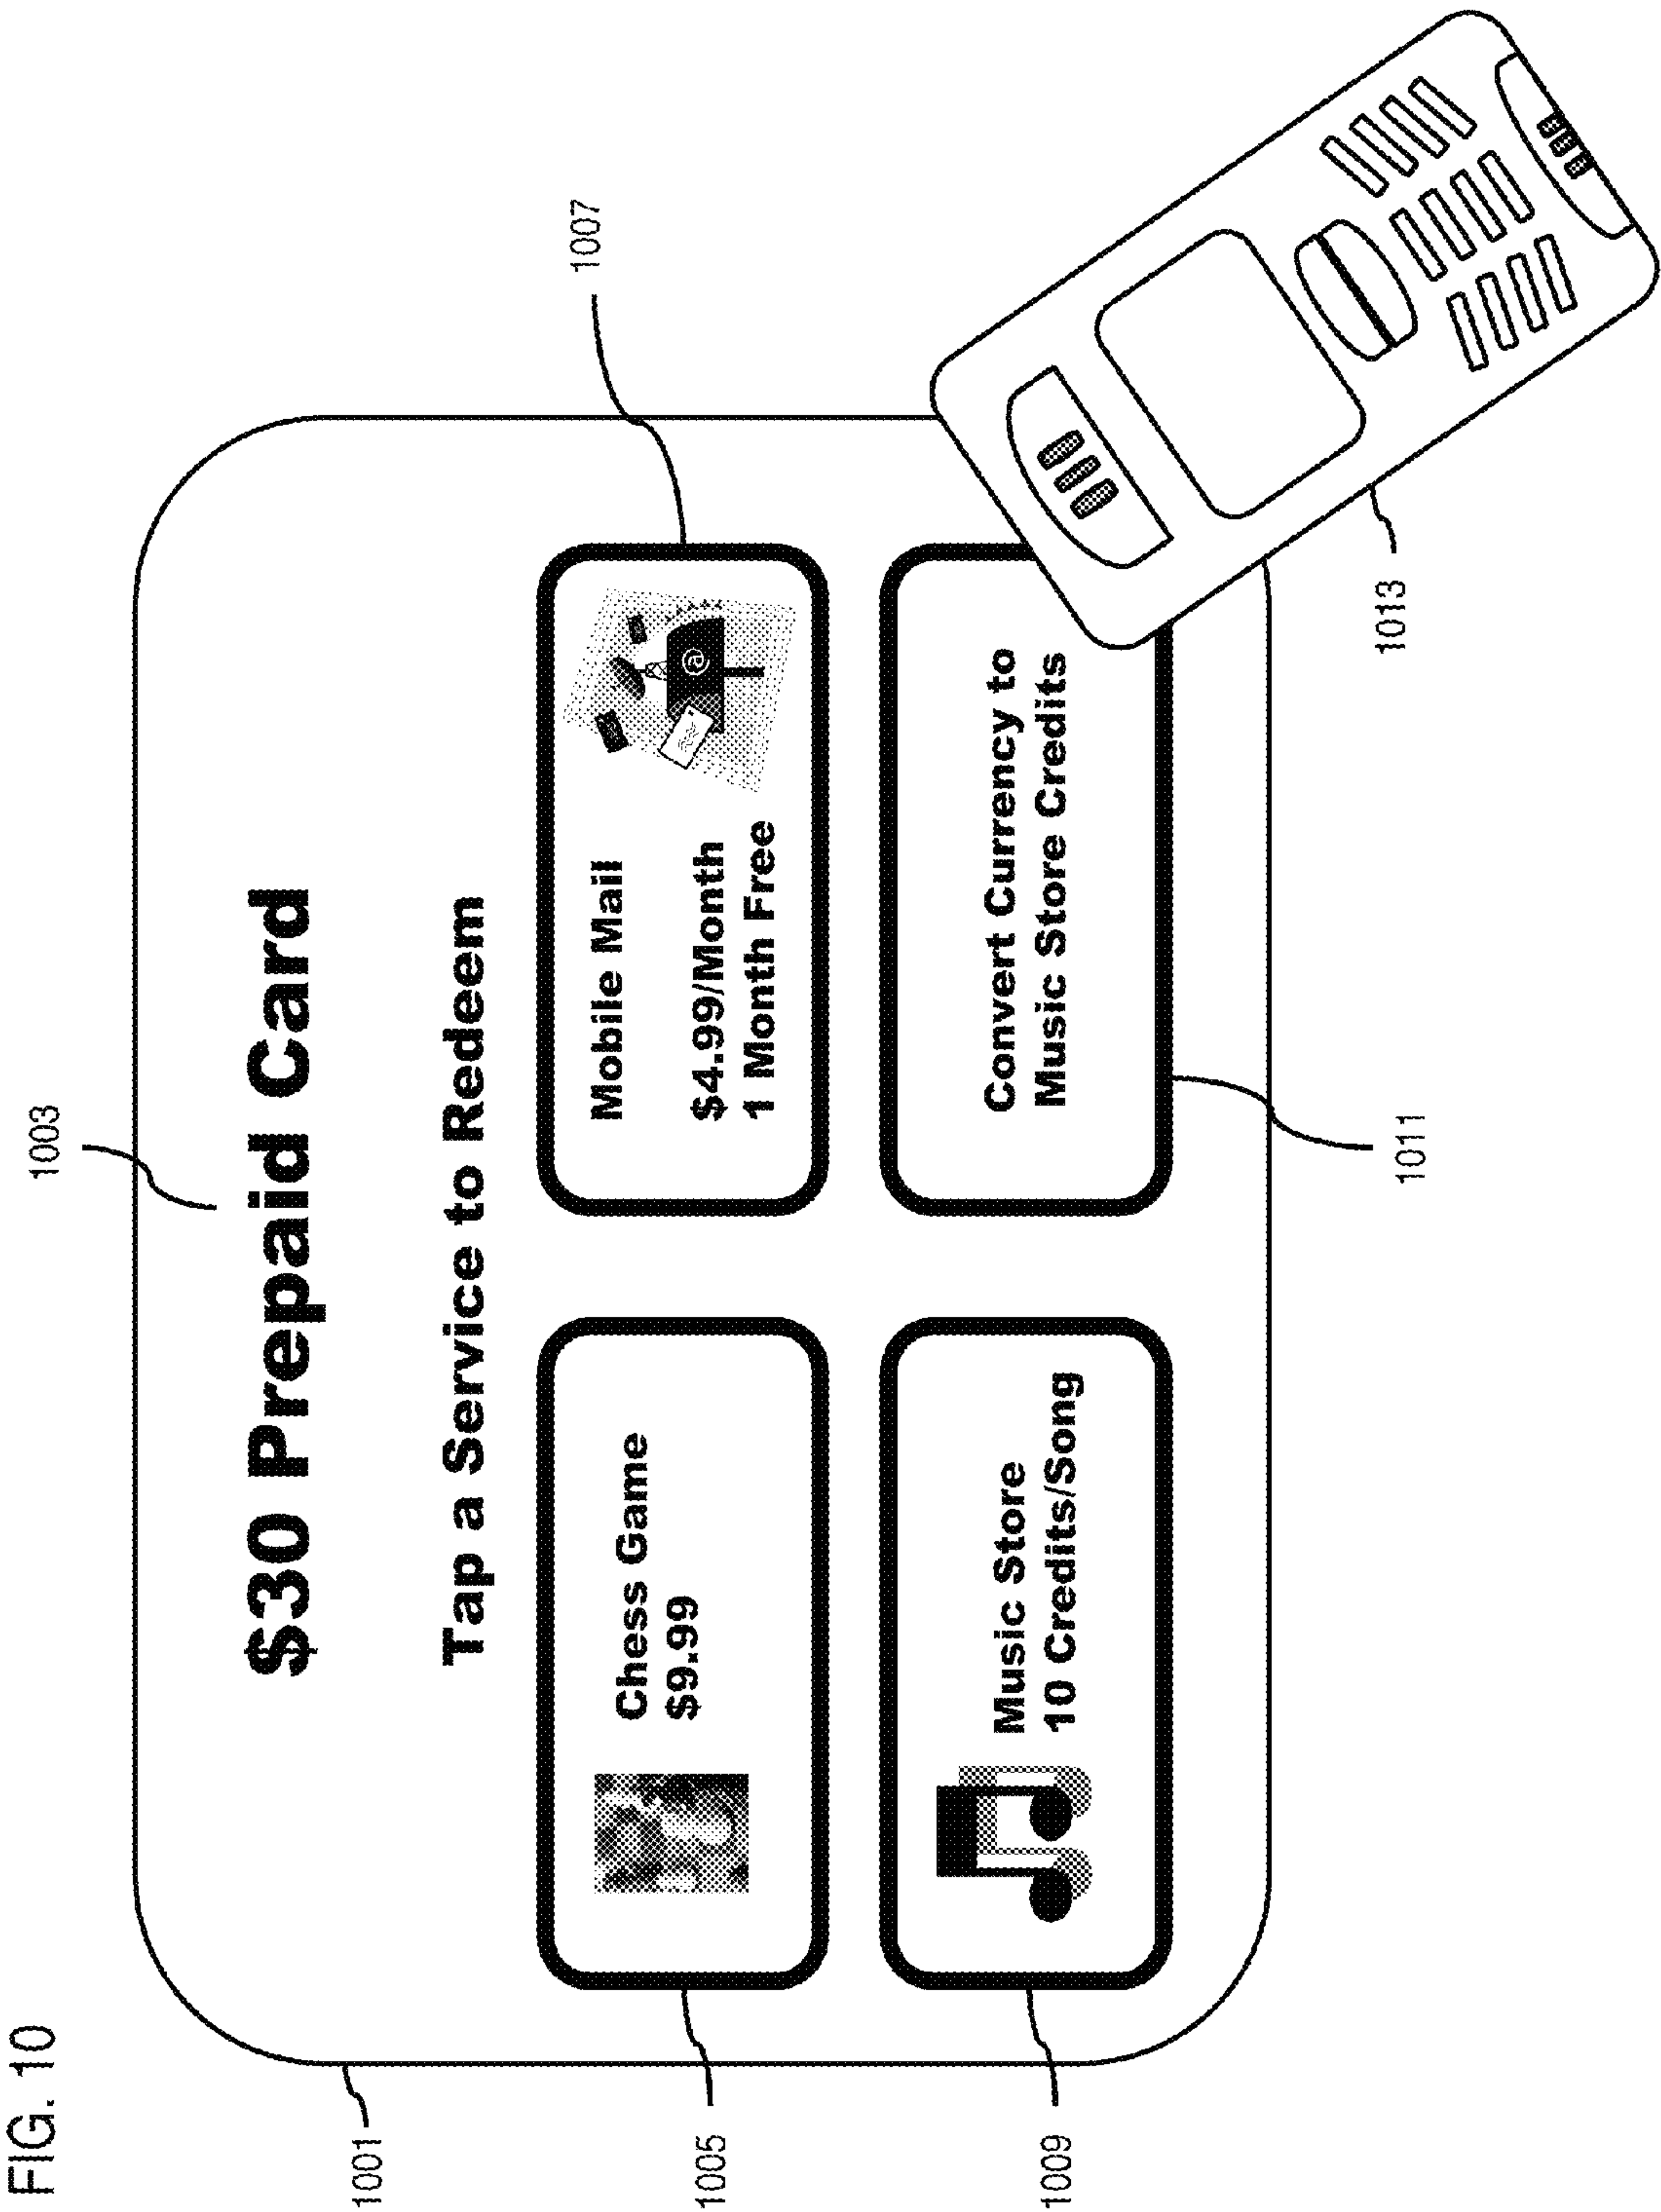 FIG. 10
1003
1001
$30 Prepaid Card
Tap a Service to Redeem
1007
1005
Chess Game
$9.99
Mobile Mail
$4.99/Month
1 Month Free
@
1009
Music Store
10 Credits/Song
Convert Currency to
Music Store Credits
1011
1013